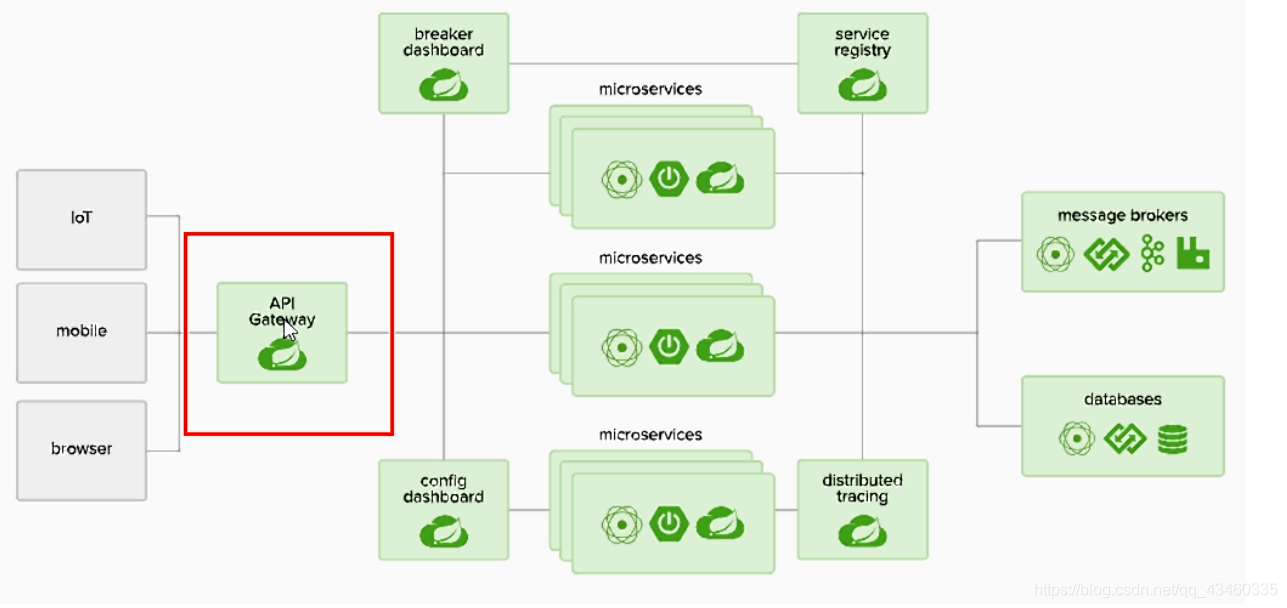 breaker
dashboard
service
registry
microservices
IoT
message brokers
microservices
API
Gateway
mobile
databases
microservices
browser
config
dashboard
distributed
tracing
https://blog.csdn.net/qq_43460335